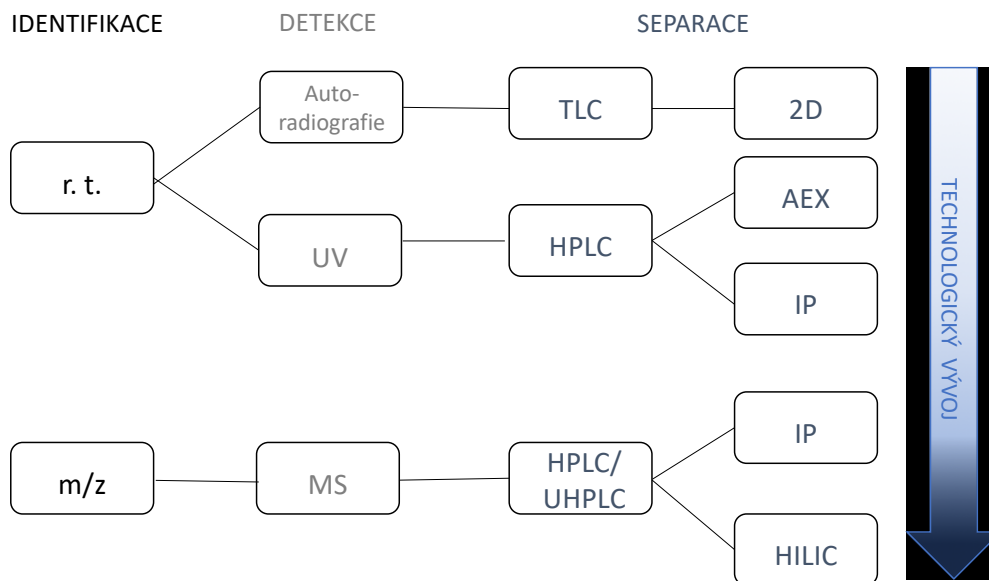 IDENTIFIKACE
DETEKCE
SEPARACE
Auto-
radiografie
TLC
2D
r. t.
AEX
UV
HPLC
IP
TECHNOLOGICKÝ VÝVOJ
IP
m/z
MS
HPLC/
UHPLC
HILIC